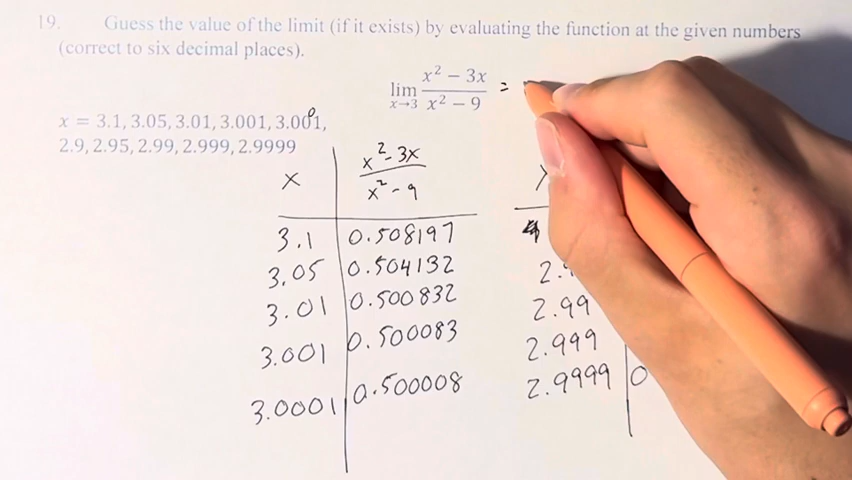 19. Guess the value of the limit (if it exists) by evaluating the function at the given numbers
(correct to six decimal places).
lim x→3 (x² − 3x)/(x² − 9) =
x = 3.1, 3.05, 3.01, 3.001, 3.0001,
2.9, 2.95, 2.99, 2.999, 2.9999
x (x² - 3x)/(x² - 9)
3.1 0.508197
3.05 0.504132
3.01 0.500832 2.99
3.001 0.500083 2.999
3.0001 0.500008 2.9999 0